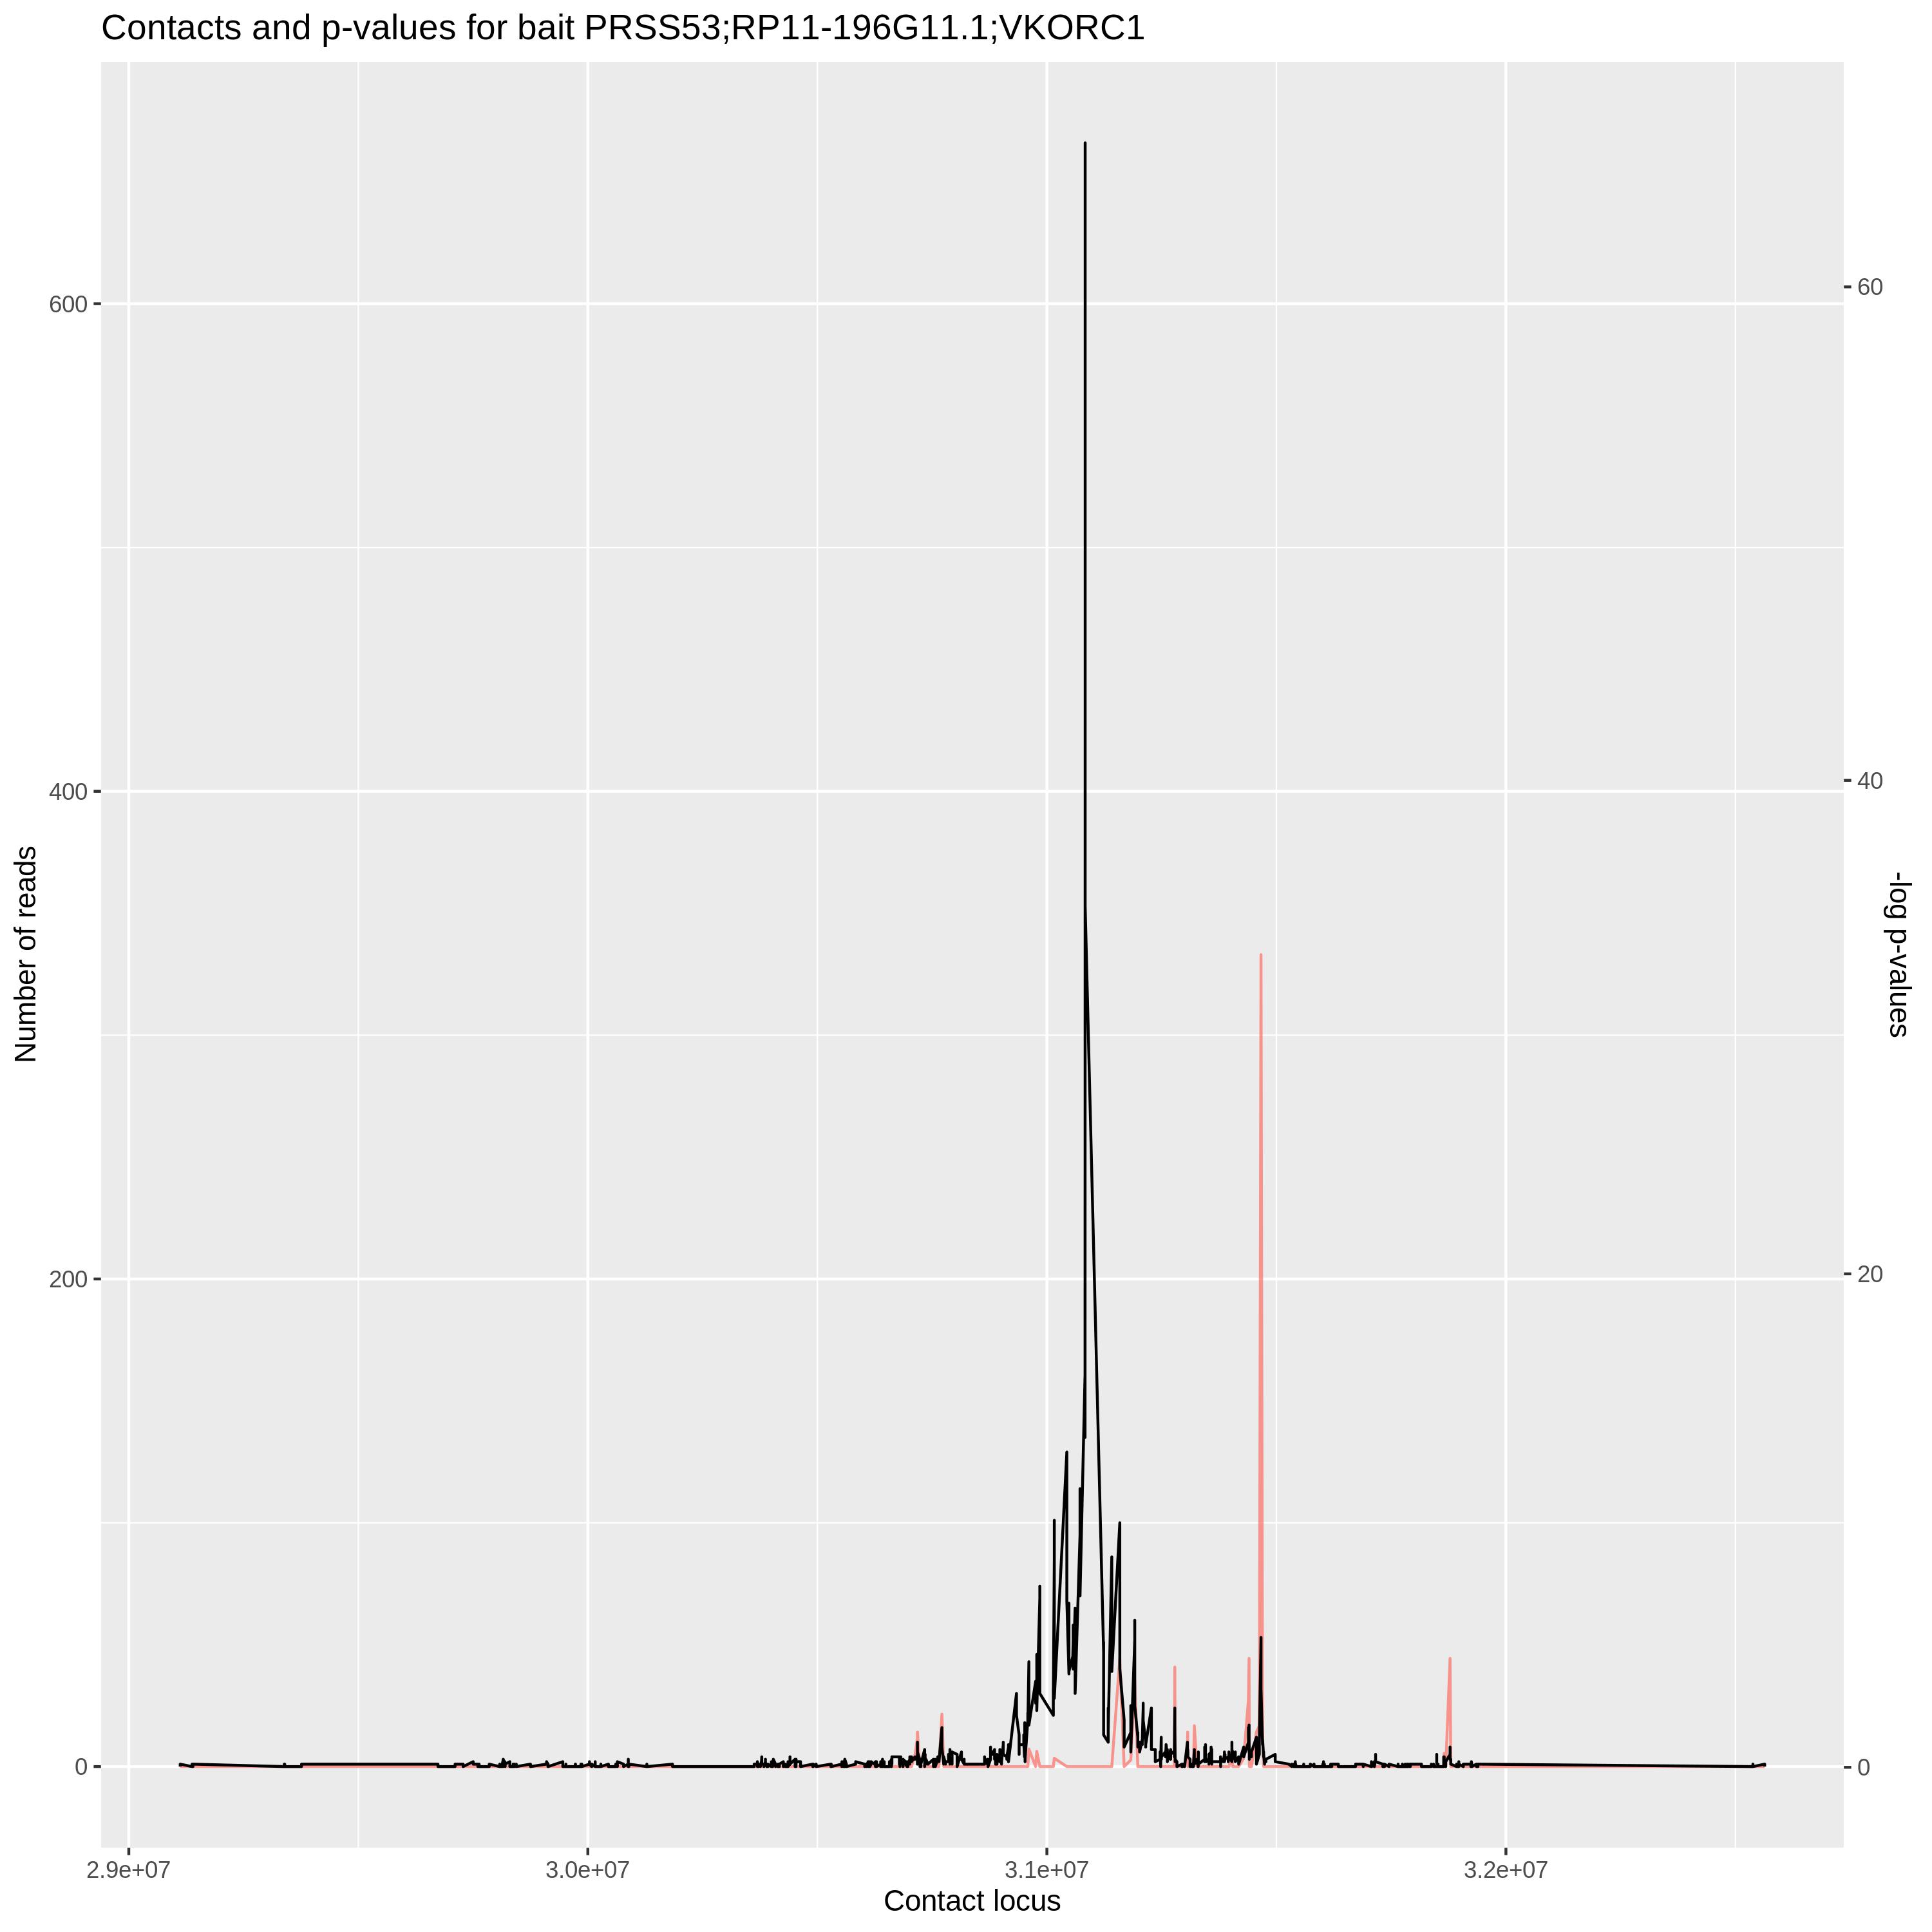 Contacts and p-values for bait PRSS53;RP11-196G11.1;VKORC1
Number of reads
600
400
200
0
60
40
20
0
-log p-values
2.9e+07
3.0e+07
3.1e+07
3.2e+07
Contact locus